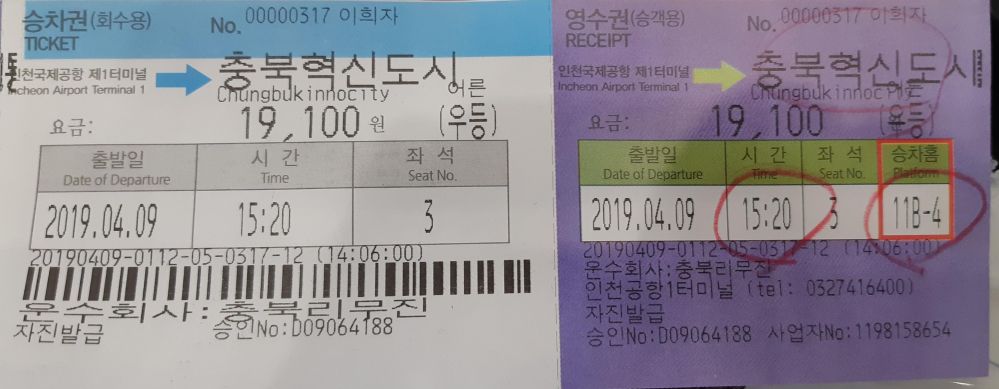 승차권(회수용)
TICKET
No. 00000317 이희자
인천국제공항 제1터미널
Incheon Airport Terminal 1
충북혁신도시
Chungbukinnocity
어른
요금: 19,100 원 (우등)
출발일 시 간 좌 석
Date of Departure Time Seat No.
2019.04.09 15:20 3
20190409-0112-05-0317-12 (14:06:00)
운수회사:충북리무진
자진발급 승인No:D09064188
영수권(승객용)
RECEIPT
No. 00000317 이희자
인천국제공항 제1터미널
Incheon Airport Terminal 1
충북혁신도시
Chungbukinnocity
어른
요금: 19,100 원 (우등)
출발일 시 간 좌 석 승차홈
Date of Departure Time Seat No. Platform
2019.04.09 15:20 3 11B-4
20190409-0112-05-0317-12 (14:06:00)
운수회사:충북리무진
인천공항1터미널 (tel: 0327416400)
자진발급
승인No:D09064188 사업자No:1198158654